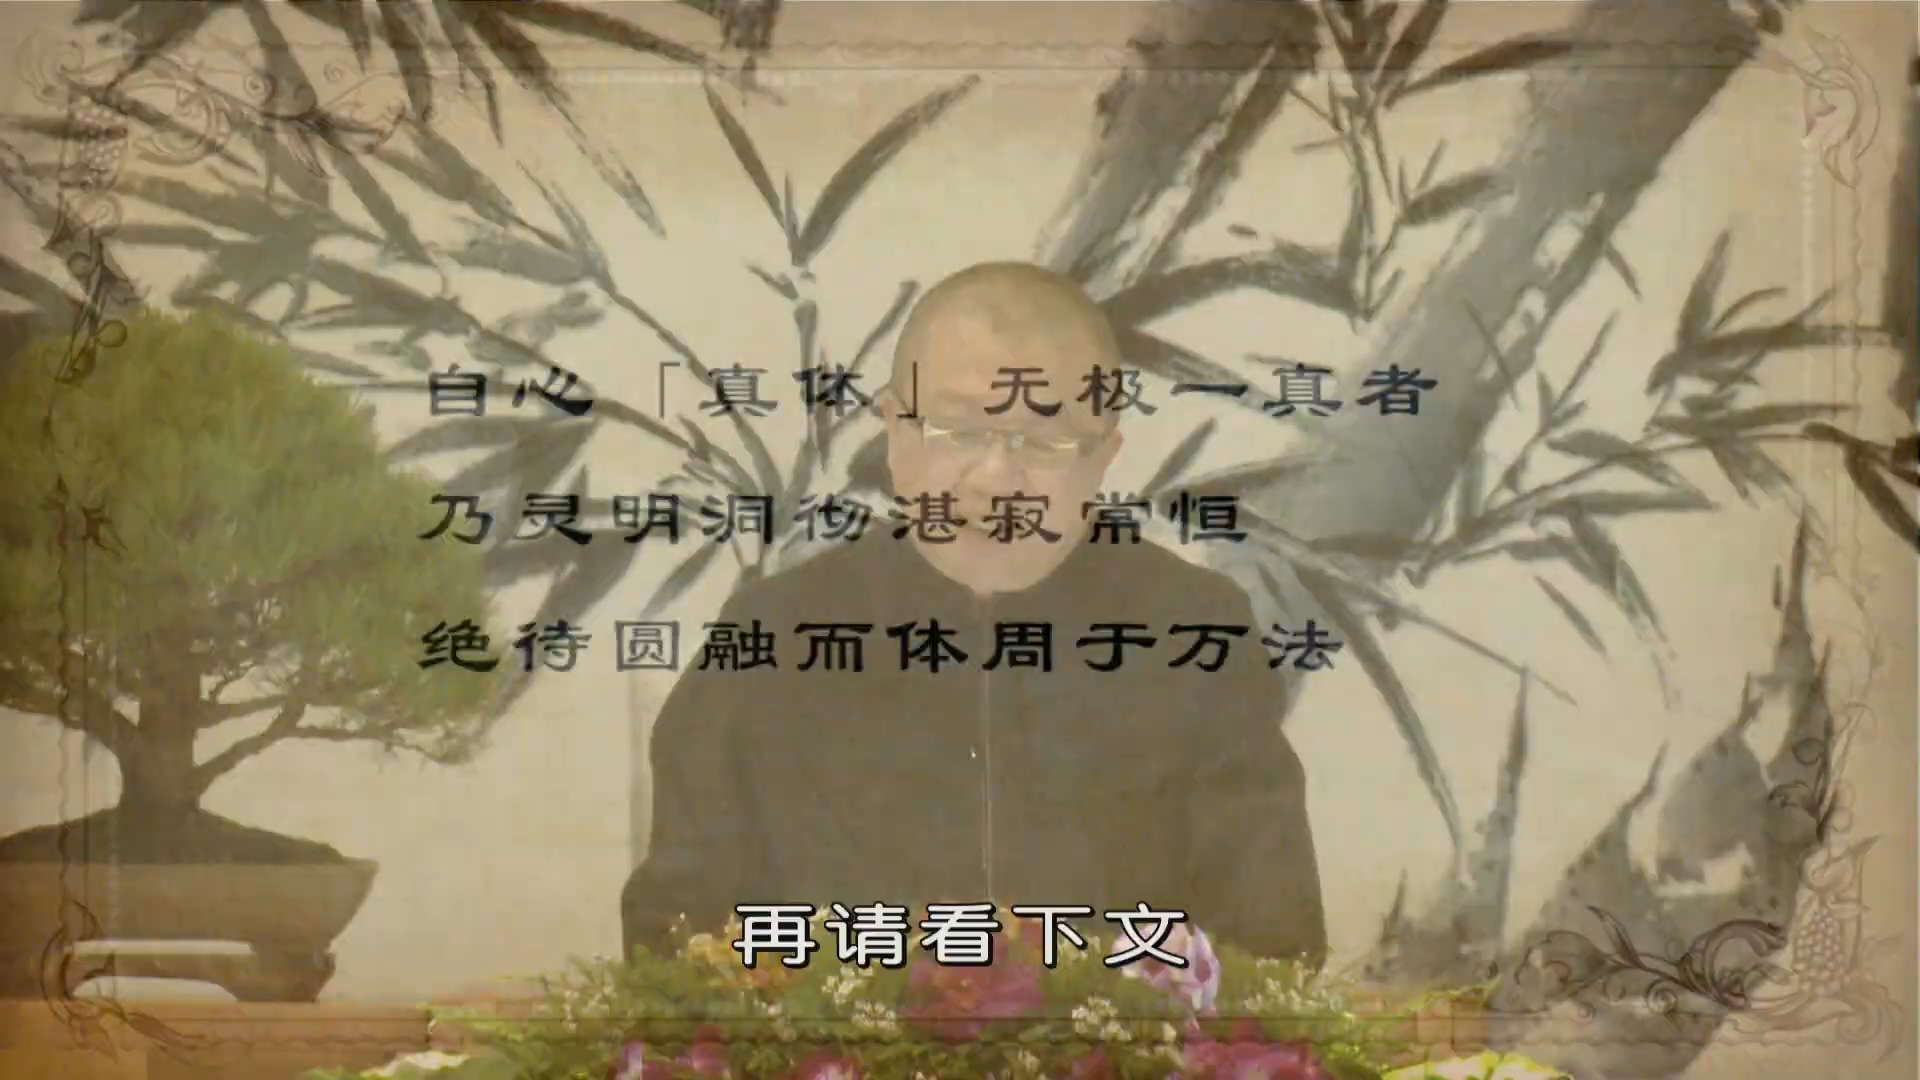 自心「真体」无极一真者
乃灵明洞彻湛寂常恒
绝待圆融而体周于万法
再请看下文